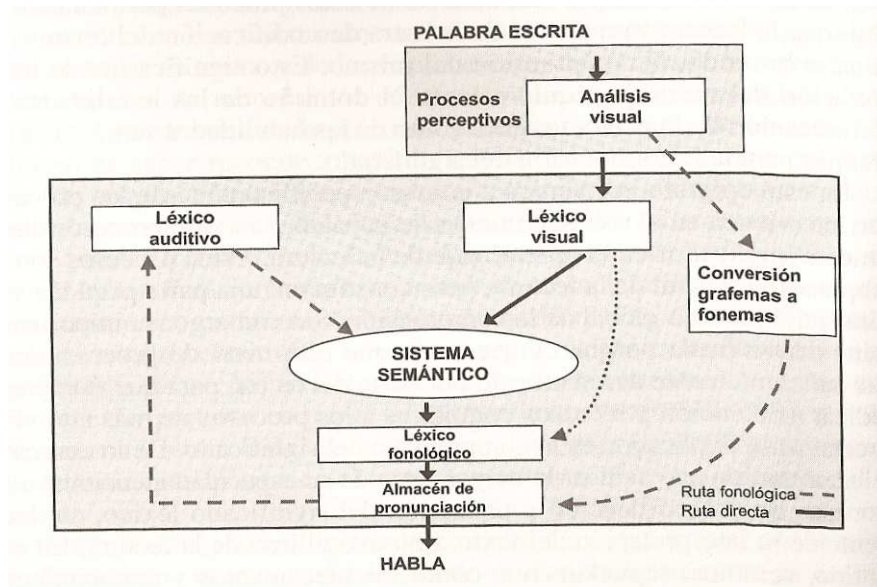 PALABRA ESCRITA
Procesos
perceptivos
Análisis
visual
Léxico
auditivo
Léxico
visual
Conversión
grafemas a
fonemas
SISTEMA
SEMÁNTICO
Léxico
fonológico
Almacén de
pronunciación
Ruta fonológica
Ruta directa
HABLA